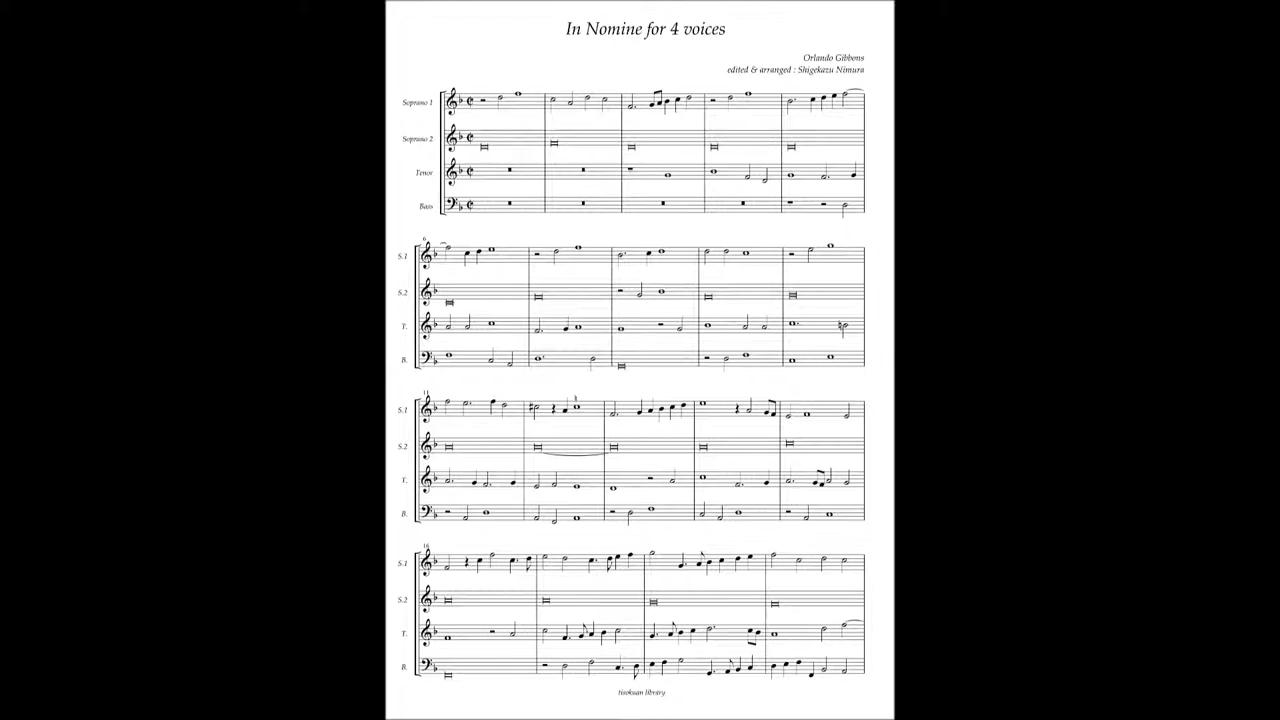 In Nomine for 4 voices
Orlando Gibbons
edited & arranged : Shigekazu Nimura
Soprano 1
Soprano 2
Tenor
Bass
6
S.1
S.2
T.
B.
11
S.1
S.2
T.
B.
16
S.1
S.2
T.
B.
tisokuan library